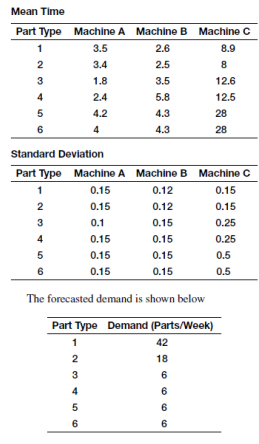 Mean Time
Part Type Machine A Machine B Machine C
1 3.5 2.6 8.9
2 3.4 2.5 8
3 1.8 3.5 12.6
4 2.4 5.8 12.5
5 4.2 4.3 28
6 4 4.3 28
Standard Deviation
Part Type Machine A Machine B Machine C
1 0.15 0.12 0.15
2 0.15 0.12 0.15
3 0.1 0.15 0.25
4 0.15 0.15 0.25
5 0.15 0.15 0.5
6 0.15 0.15 0.5
The forecasted demand is shown below
Part Type Demand (Parts/Week)
1 42
2 18
3 6
4 6
5 6
6 6